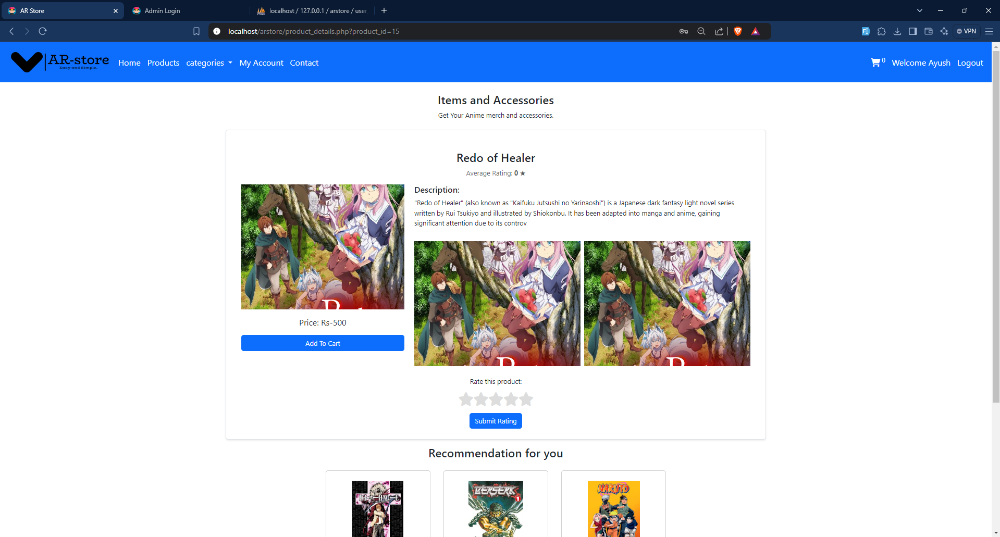 AR Store
Admin Login
localhost / 127.0.0.1 / arstore / user_
localhost/arstore/product_details.php?product_id=15
VPN
AR-store
Easy and Simple.
Home
Products
categories
My Account
Contact
0
Welcome Ayush
Logout
Items and Accessories
Get Your Anime merch and accessories.
Redo of Healer
Average Rating: 0 ★
Description:
"Redo of Healer" (also known as "Kaifuku Jutsushi no Yarinaoshi") is a Japanese dark fantasy light novel series
written by Rui Tsukiyo and illustrated by Shiokonbu. It has been adapted into manga and anime, gaining
significant attention due to its controv
Price: Rs-500
Add To Cart
Rate this product:
Submit Rating
Recommendation for you
DEATH NOTE
BERSERK
1
NARUTO